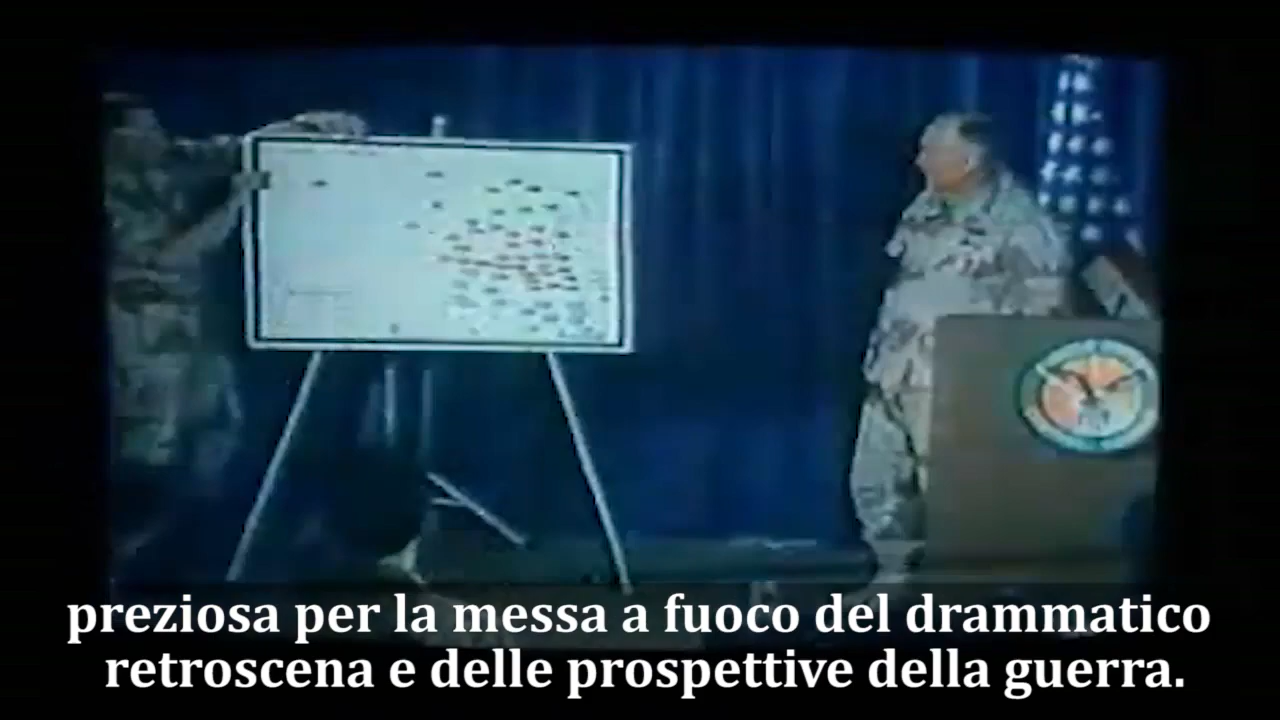 preziosa per la messa a fuoco del drammatico
retroscena e delle prospettive della guerra.